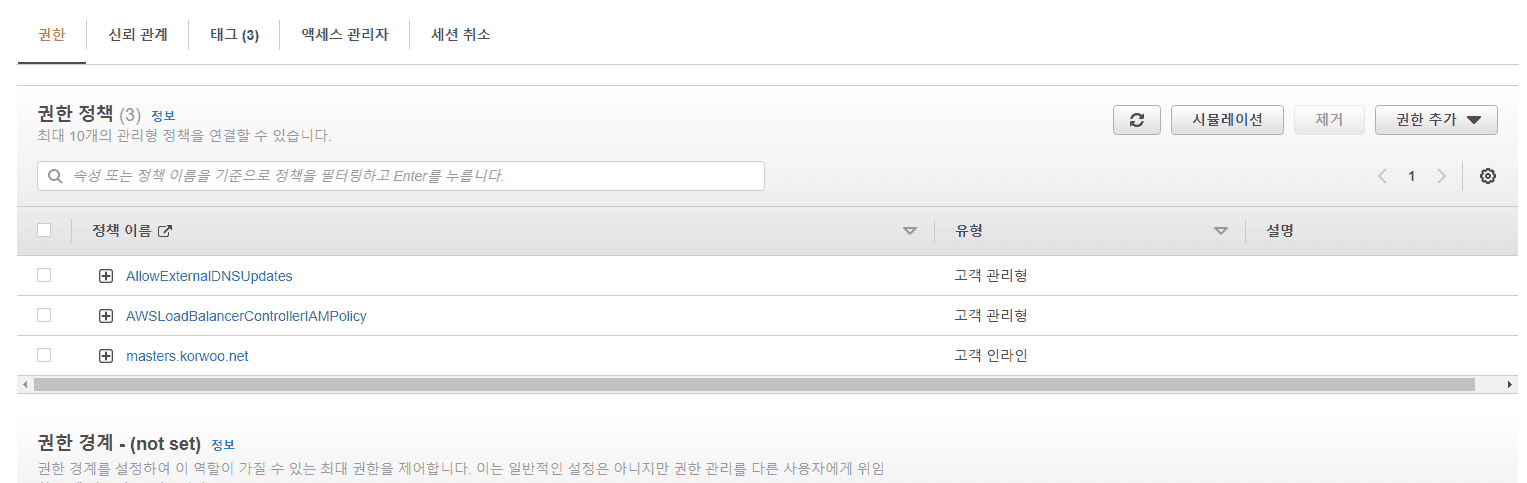 권한
신뢰 관계
태그 (3)
액세스 관리자
세션 취소
권한 정책 (3) 정보
최대 10개의 관리형 정책을 연결할 수 있습니다.
시뮬레이션
제거
권한 추가
속성 또는 정책 이름을 기준으로 정책을 필터링하고 Enter를 누릅니다.
1
정책 이름
유형
설명
AllowExternalDNSUpdates
고객 관리형
AWSLoadBalancerControllerIAMPolicy
고객 관리형
masters.korwoo.net
고객 인라인
권한 경계 - (not set) 정보
권한 경계를 설정하여 이 역할이 가질 수 있는 최대 권한을 제어합니다. 이는 일반적인 설정은 아니지만 권한 관리를 다른 사용자에게 위임